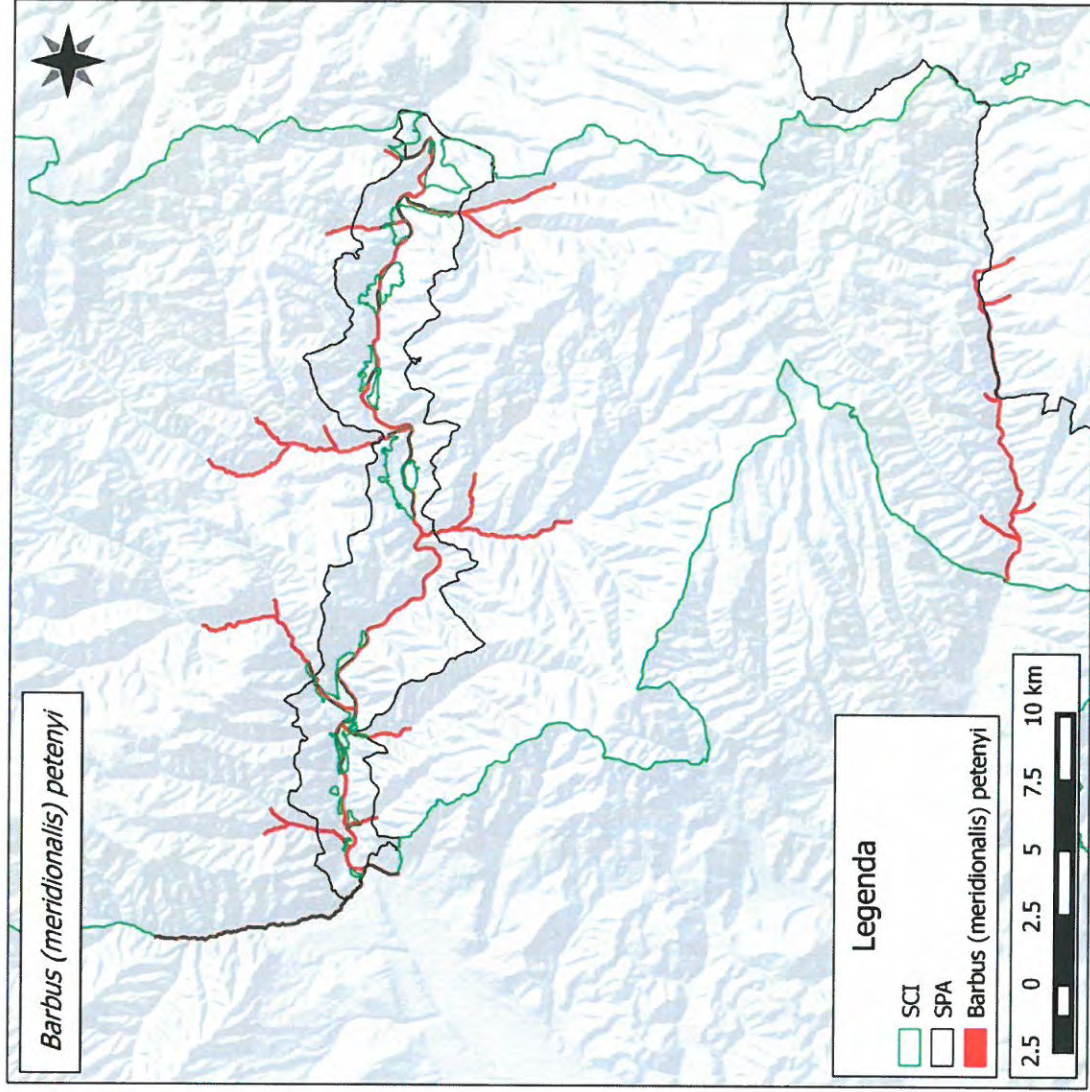 Barbus (meridionalis) petenyi
Legenda
SCI
SPA
Barbus (meridionalis) petenyi
2.5 0 2.5 5 7.5 10 km